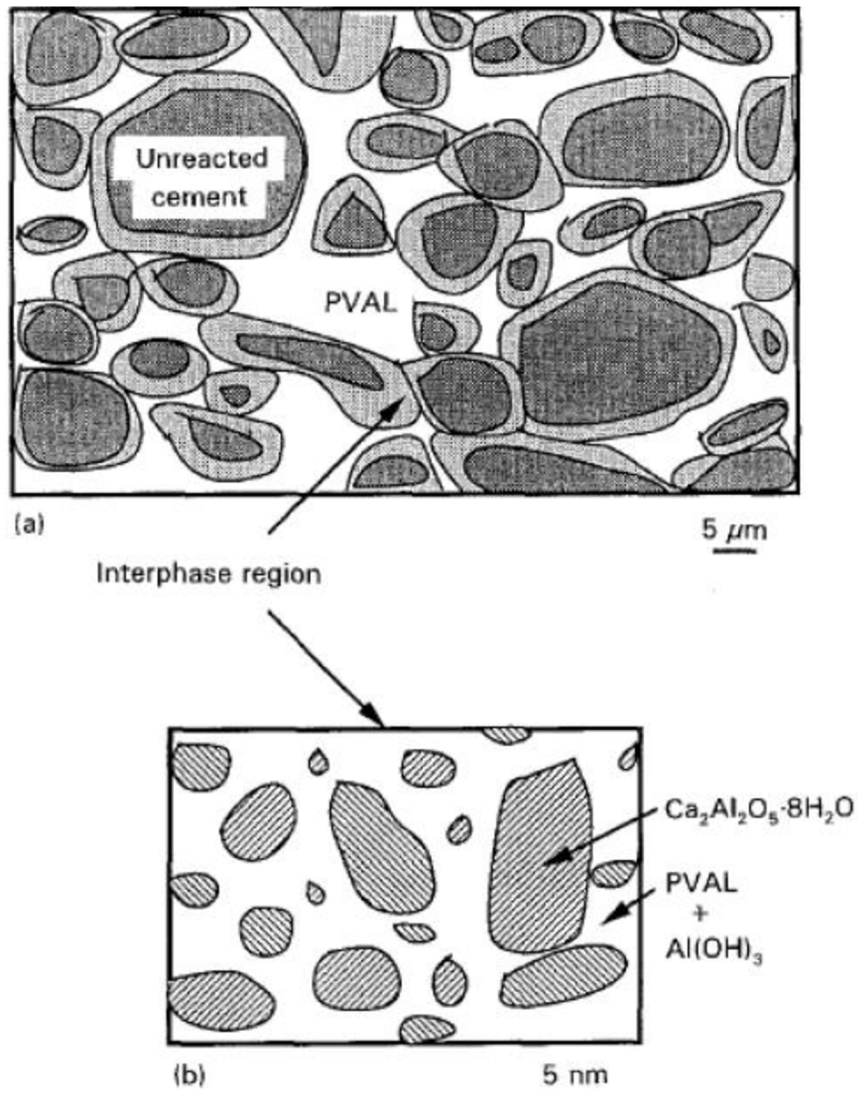 Unreacted
cement
PVAL
(a)
5 μm
Interphase region
Ca₂Al₂O₅·8H₂O
PVAL
+
Al(OH)₃
(b)
5 nm